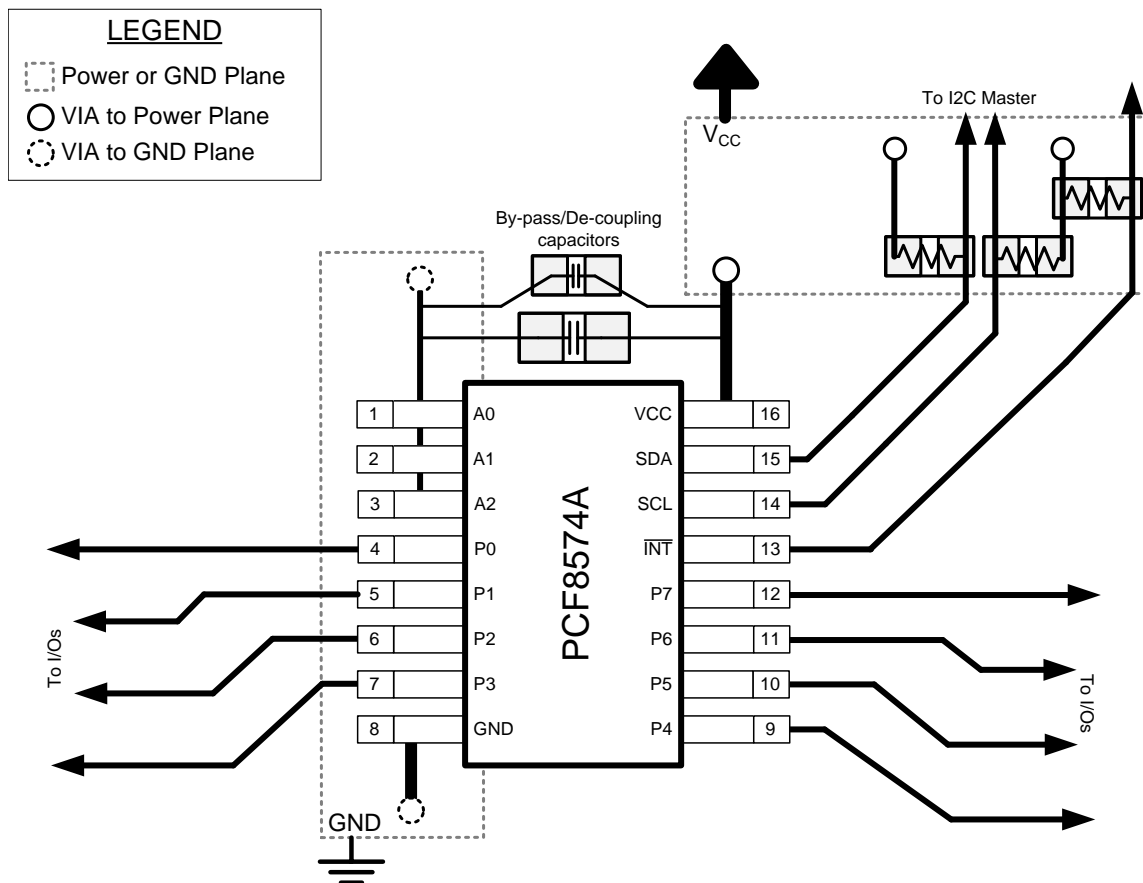 LEGEND
Power or GND Plane
VIA to Power Plane
VIA to GND Plane
V_CC
To I2C Master
By-pass/De-coupling
capacitors
1 A0 VCC 16
2 A1 SDA 15
3 A2 SCL 14
4 P0 INT 13
5 P1 P7 12
6 P2 P6 11
7 P3 P5 10
8 GND P4 9
PCF8574A
To I/Os
To I/Os
GND